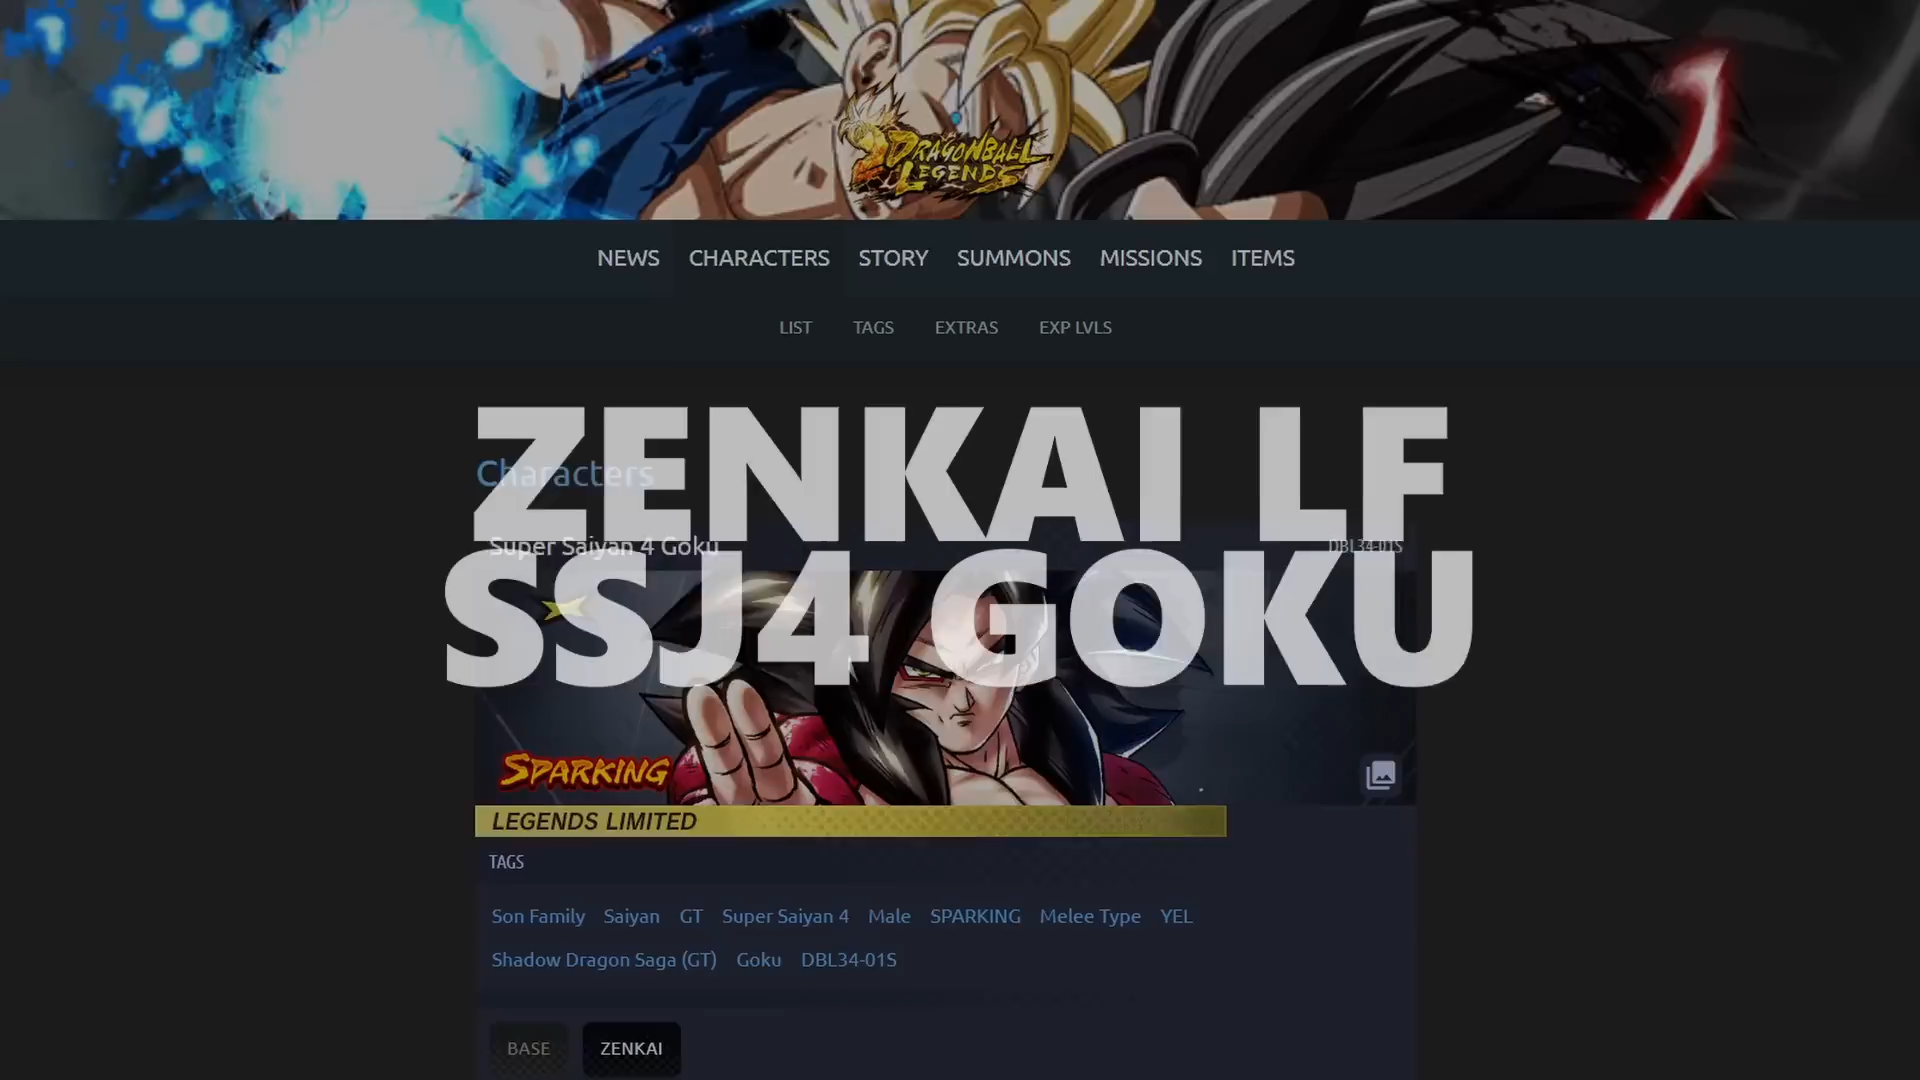 DRAGONBALL
LEGENDS
NEWS CHARACTERS STORY SUMMONS MISSIONS ITEMS
LIST TAGS EXTRAS EXP LVLS
ZENKAI LF
Characters
Super Saiyan 4 Goku DBL34-01S
SSJ4 GOKU
SPARKING
LEGENDS LIMITED
TAGS
Son Family Saiyan GT Super Saiyan 4 Male SPARKING Melee Type YEL
Shadow Dragon Saga (GT) Goku DBL34-01S
BASE ZENKAI